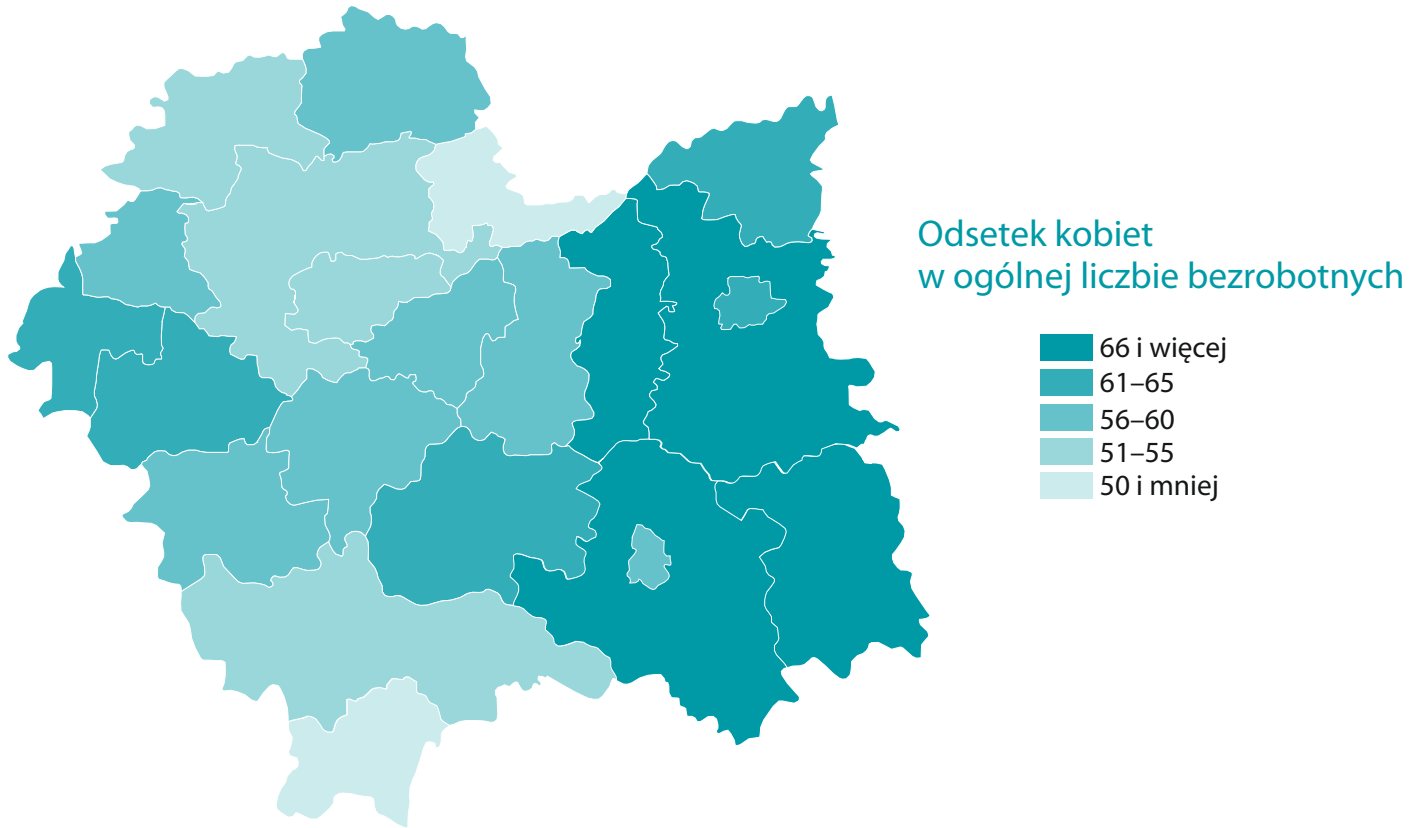 Odsetek kobiet
w ogólnej liczbie bezrobotnych
66 i więcej
61–65
56–60
51–55
50 i mniej